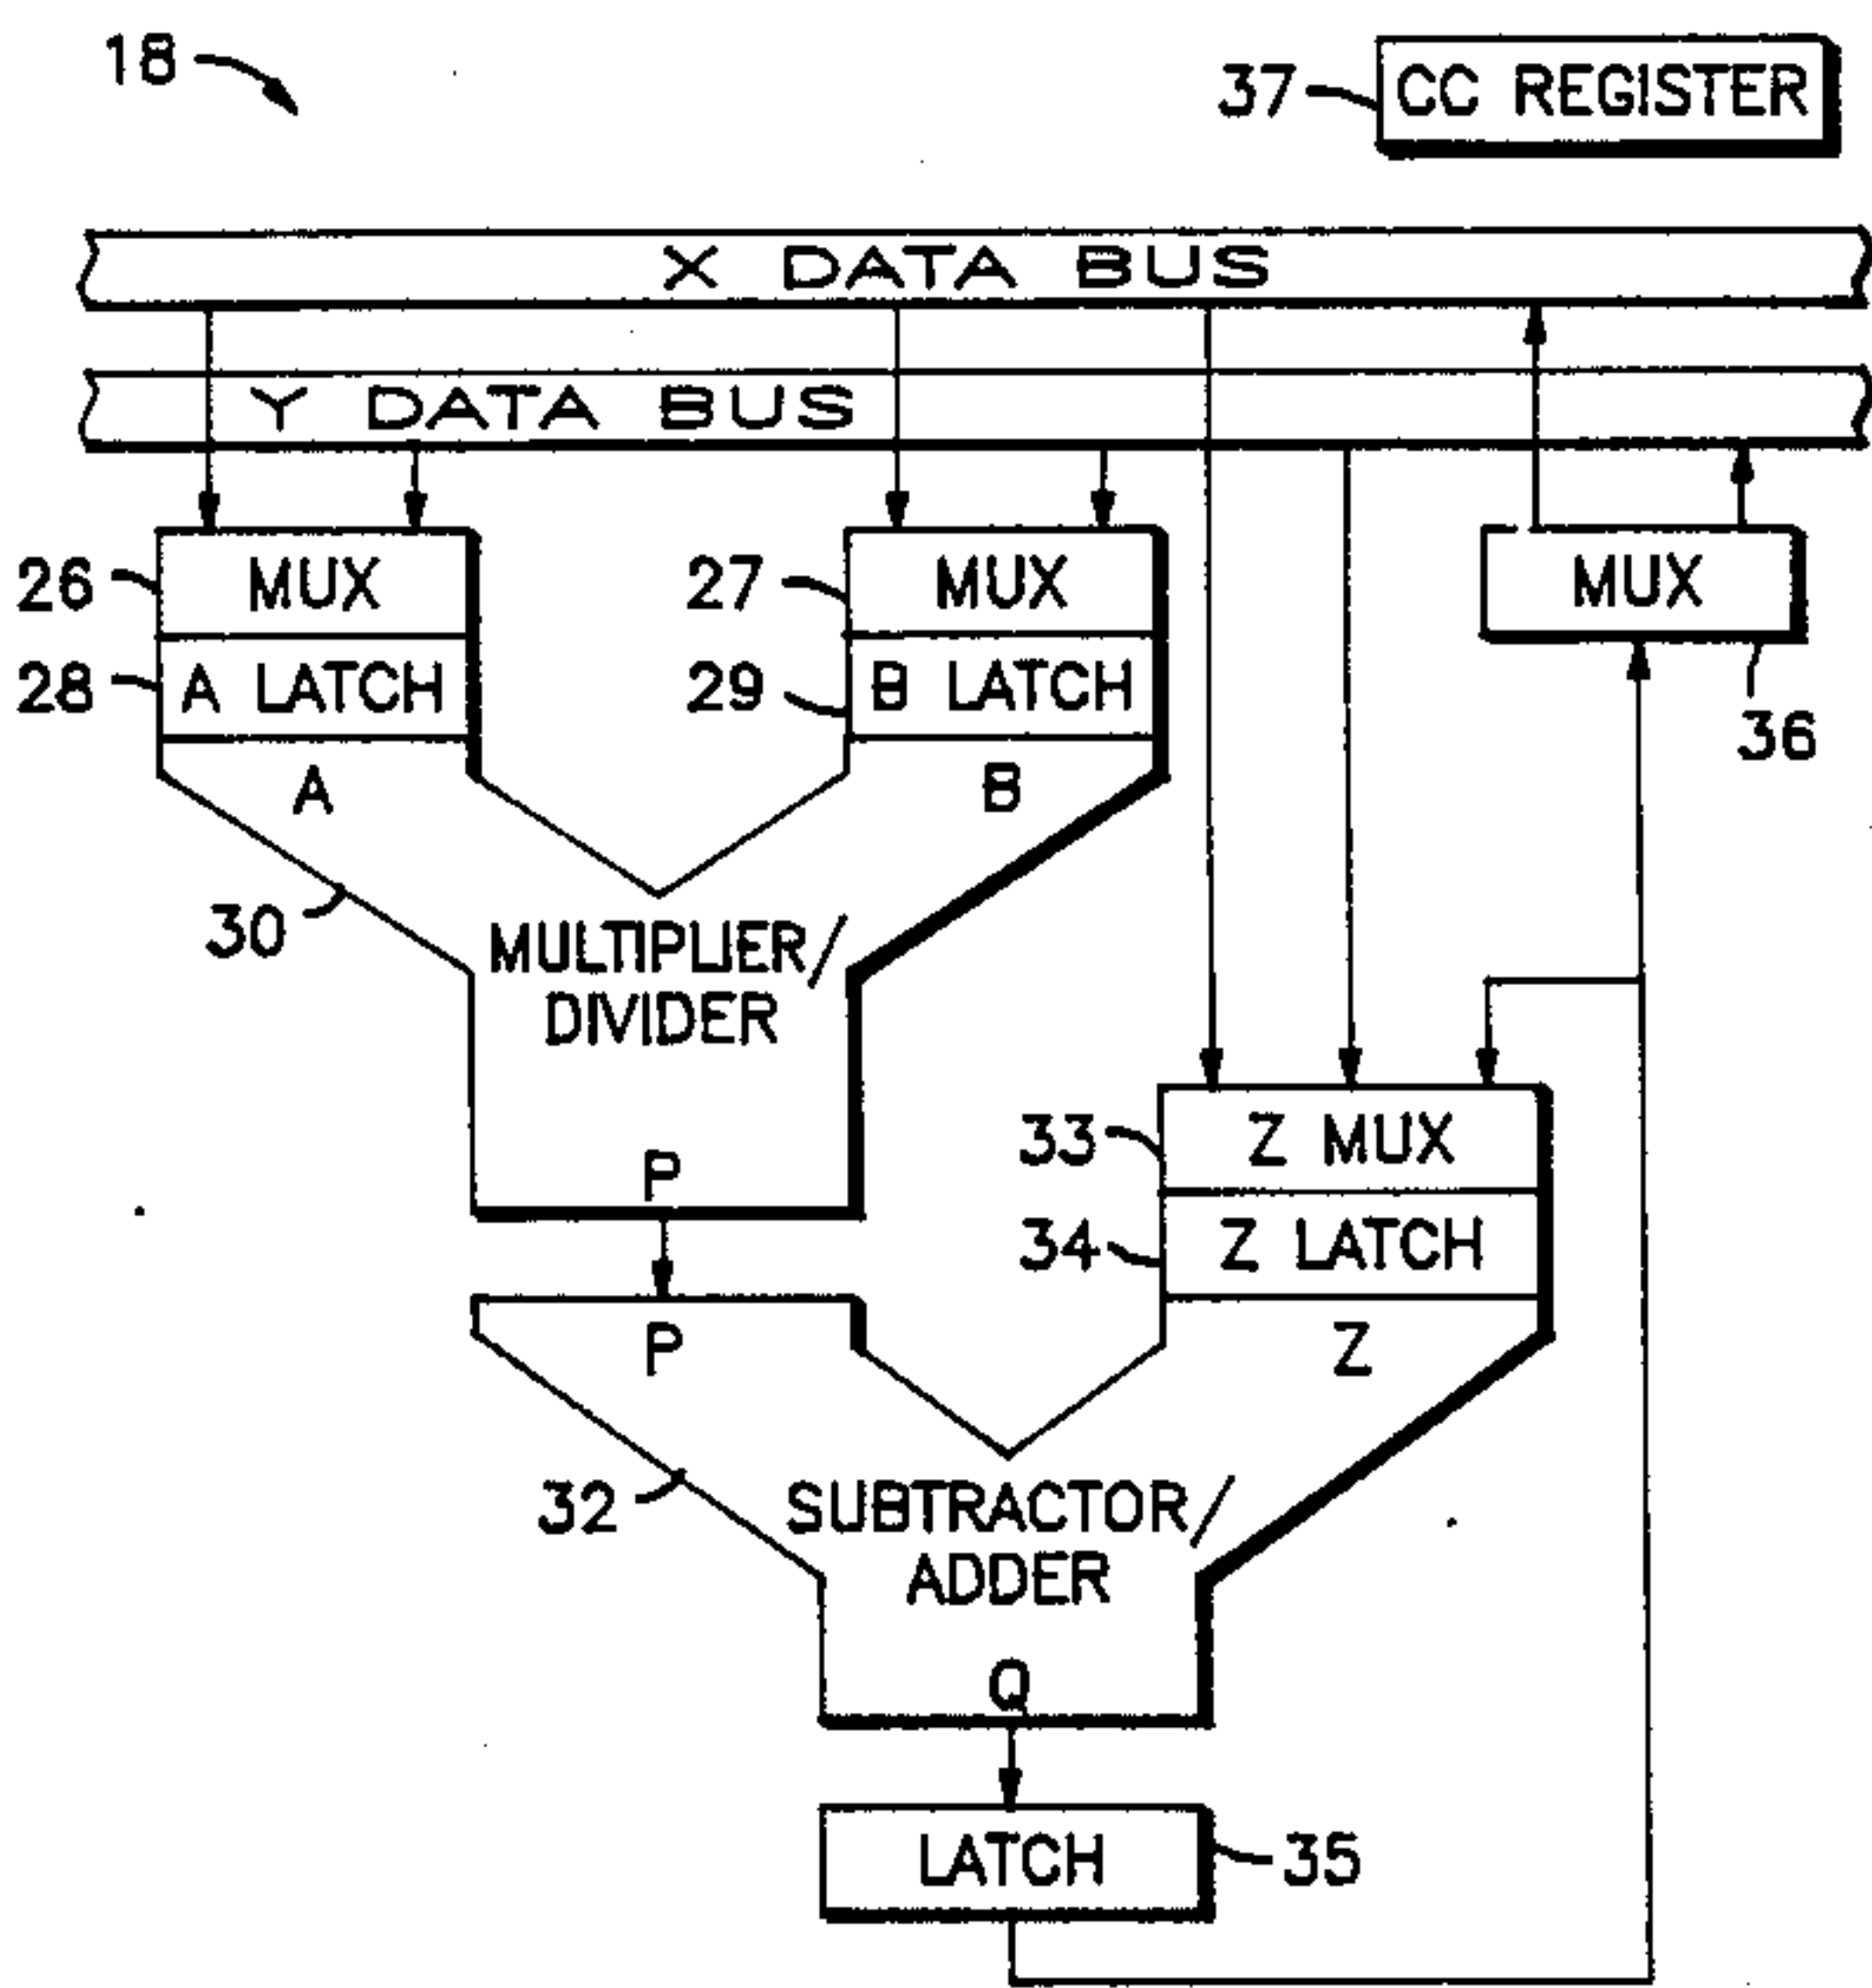 18
37 CC REGISTER
X DATA BUS
Y DATA BUS
26 MUX
27 MUX
MUX
28 A LATCH
29 B LATCH
36
A
B
30
MULTIPLIER/
DIVIDER
33 Z MUX
P
34 Z LATCH
P
Z
32
SUBTRACTOR/
ADDER
Q
LATCH 35